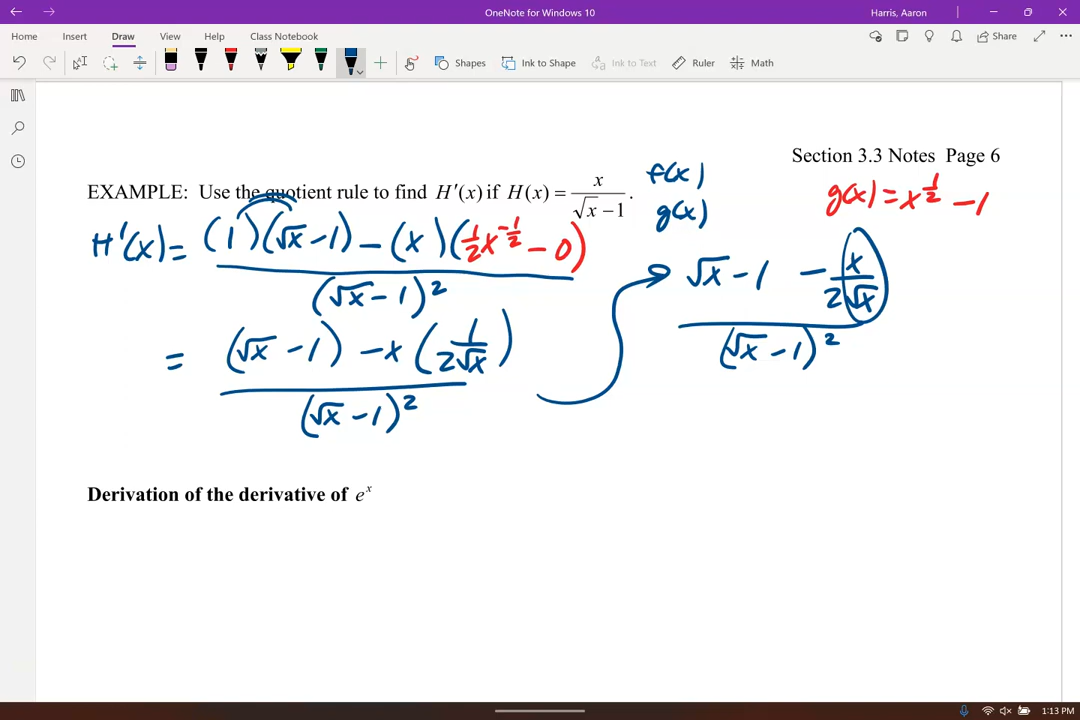 OneNote for Windows 10
Harris, Aaron
Home Insert Draw View Help Class Notebook
Share
Shapes Ink to Shape Ink to Text Ruler Math
Section 3.3 Notes Page 6
EXAMPLE: Use the quotient rule to find H′(x) if H(x) = x / (√x − 1).
f(x)
g(x)
g(x) = x^(1/2) − 1
H'(x) = ((1)(√x − 1) − (x)(½x^(−1/2) − 0)) / (√x − 1)²
= ((√x − 1) − x(1/(2√x))) / (√x − 1)²
(√x − 1 − x/(2√x)) / (√x − 1)²
Derivation of the derivative of eˣ
1:13 PM